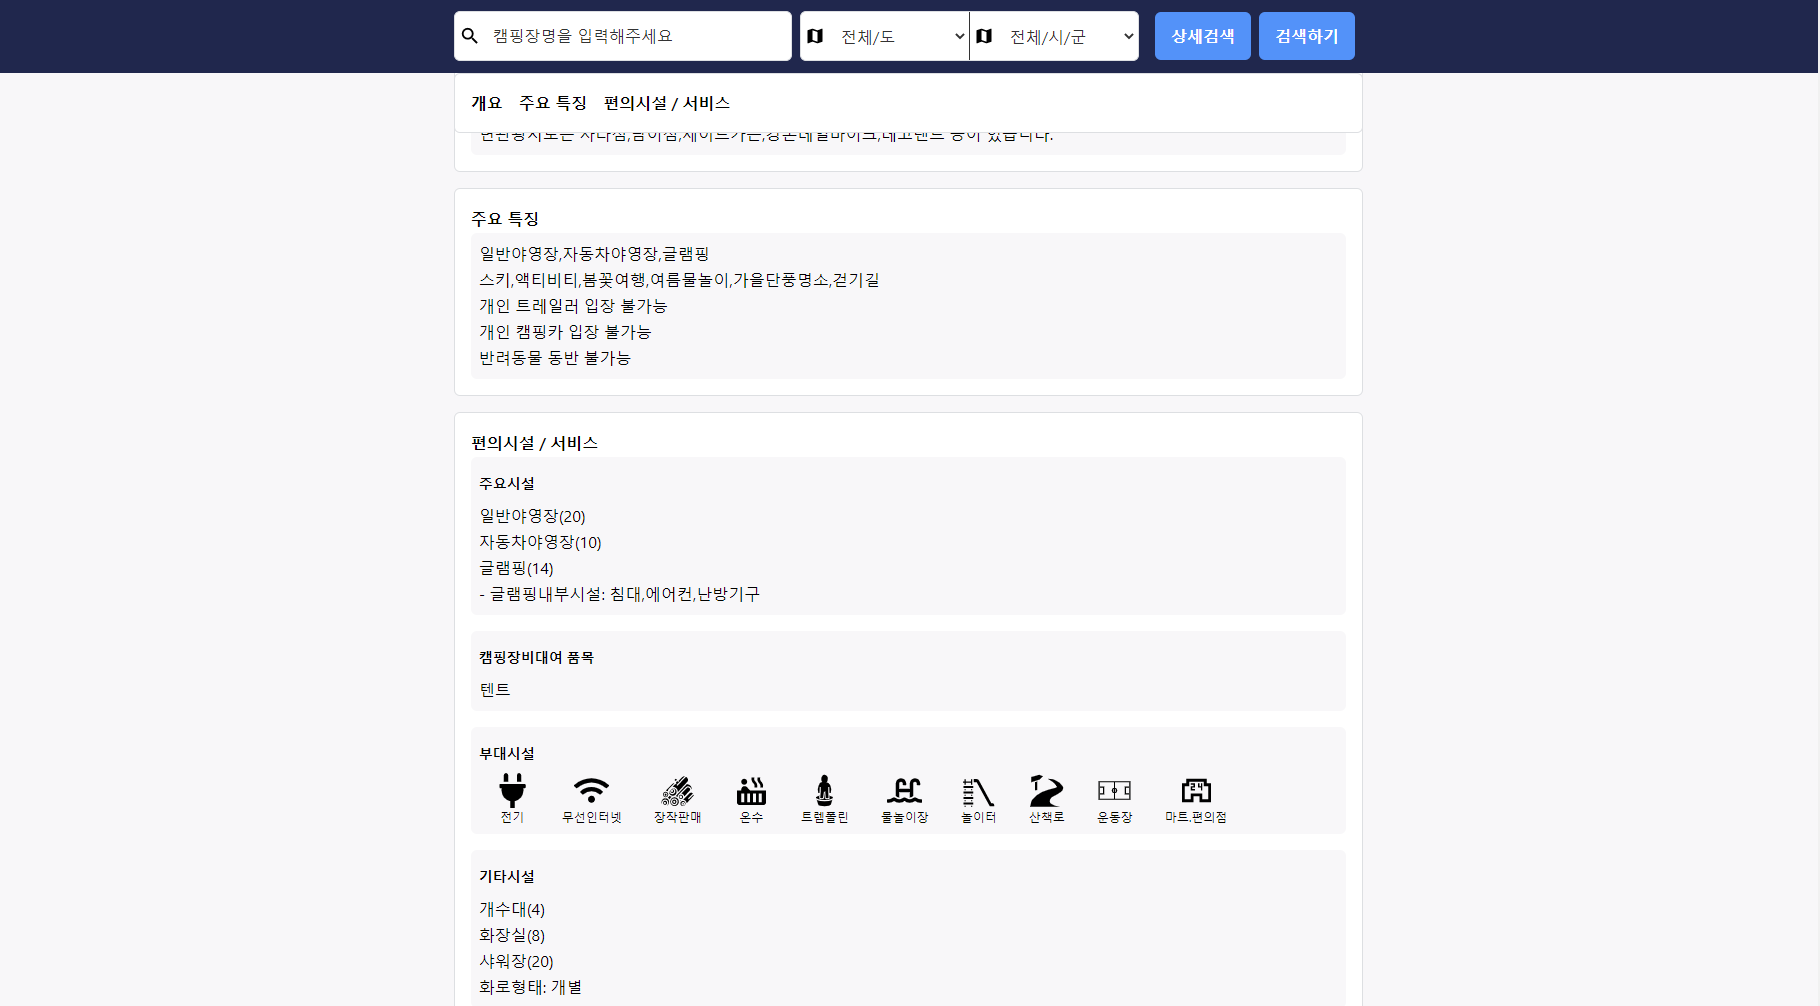 캠핑장명을 입력해주세요
전체/도
전체/시/군
상세검색
검색하기
개요 주요 특징 편의시설 / 서비스
등이 있습니다.
주요 특징
일반야영장,자동차야영장,글램핑
스키,액티비티,봄꽃여행,여름물놀이,가을단풍명소,걷기길
개인 트레일러 입장 불가능
개인 캠핑카 입장 불가능
반려동물 동반 불가능
편의시설 / 서비스
주요시설
일반야영장(20)
자동차야영장(10)
글램핑(14)
- 글램핑내부시설: 침대,에어컨,난방기구
캠핑장비대여 품목
텐트
부대시설
24
전기 무선인터넷 장작판매 온수 트렘폴린 물놀이장 놀이터 산책로 운동장 마트.편의점
기타시설
개수대(4)
화장실(8)
샤워장(20)
화로형태: 개별